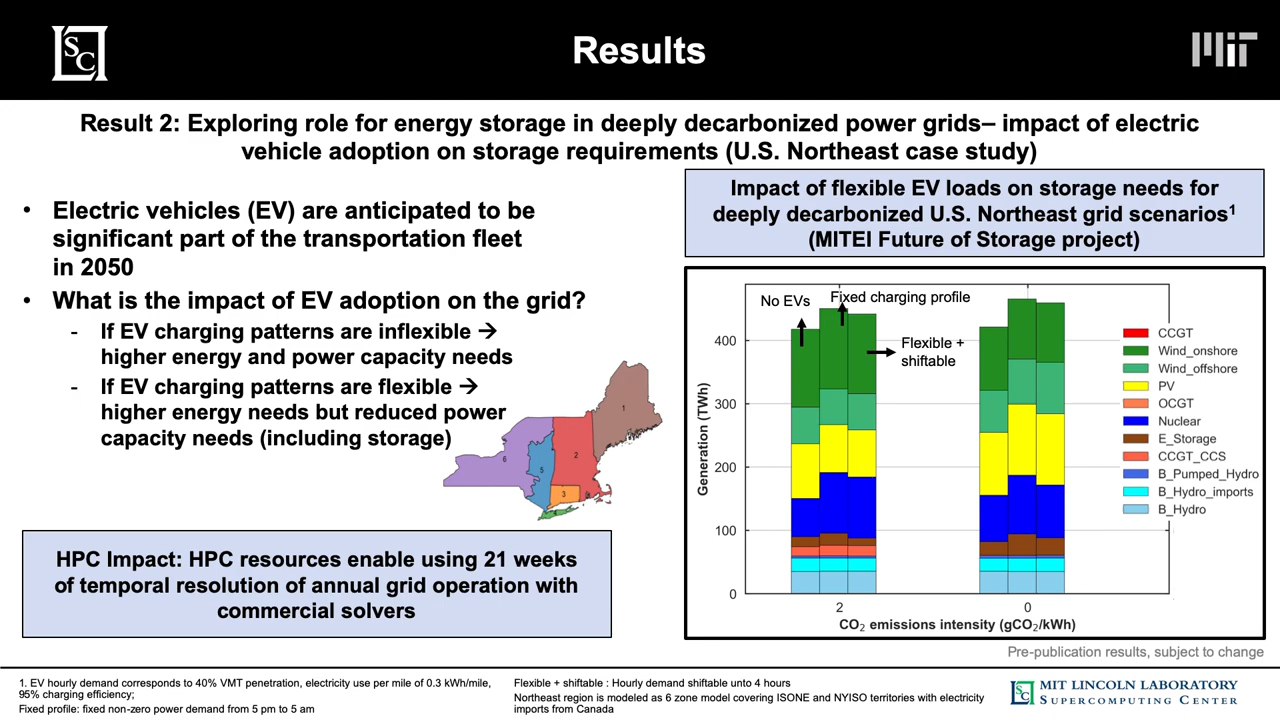 SC
Results
MIT
Result 2: Exploring role for energy storage in deeply decarbonized power grids– impact of electric
vehicle adoption on storage requirements (U.S. Northeast case study)
• Electric vehicles (EV) are anticipated to be
significant part of the transportation fleet
in 2050
• What is the impact of EV adoption on the grid?
- If EV charging patterns are inflexible →
higher energy and power capacity needs
- If EV charging patterns are flexible →
higher energy needs but reduced power
capacity needs (including storage)
1
2
3
5
6
HPC Impact: HPC resources enable using 21 weeks
of temporal resolution of annual grid operation with
commercial solvers
Impact of flexible EV loads on storage needs for
deeply decarbonized U.S. Northeast grid scenarios¹
(MITEI Future of Storage project)
No EVs
Fixed charging profile
Flexible +
shiftable
Generation (TWh)
400
300
200
100
0
2
0
CO₂ emissions intensity (gCO₂/kWh)
CCGT
Wind_onshore
Wind_offshore
PV
OCGT
Nuclear
E_Storage
CCGT_CCS
B_Pumped_Hydro
B_Hydro_imports
B_Hydro
Pre-publication results, subject to change
1. EV hourly demand corresponds to 40% VMT penetration, electricity use per mile of 0.3 kWh/mile,
95% charging efficiency;
Fixed profile: fixed non-zero power demand from 5 pm to 5 am
Flexible + shiftable : Hourly demand shiftable unto 4 hours
Northeast region is modeled as 6 zone model covering ISONE and NYISO territories with electricity
imports from Canada
SC
MIT LINCOLN LABORATORY
SUPERCOMPUTING CENTER